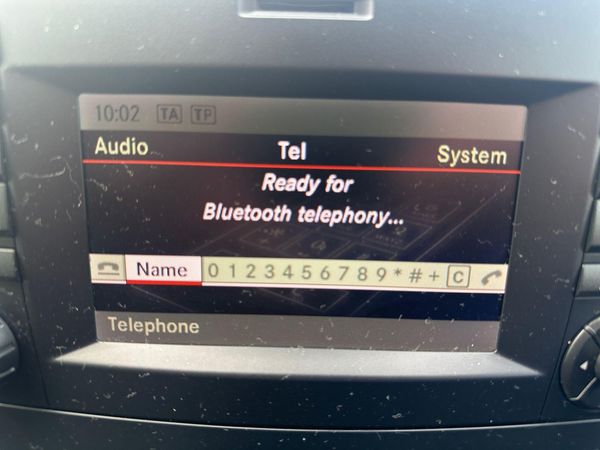 10:02 TA TP
Audio Tel System
Ready for
Bluetooth telephony...
Name 0 1 2 3 4 5 6 7 8 9 * # + C
Telephone